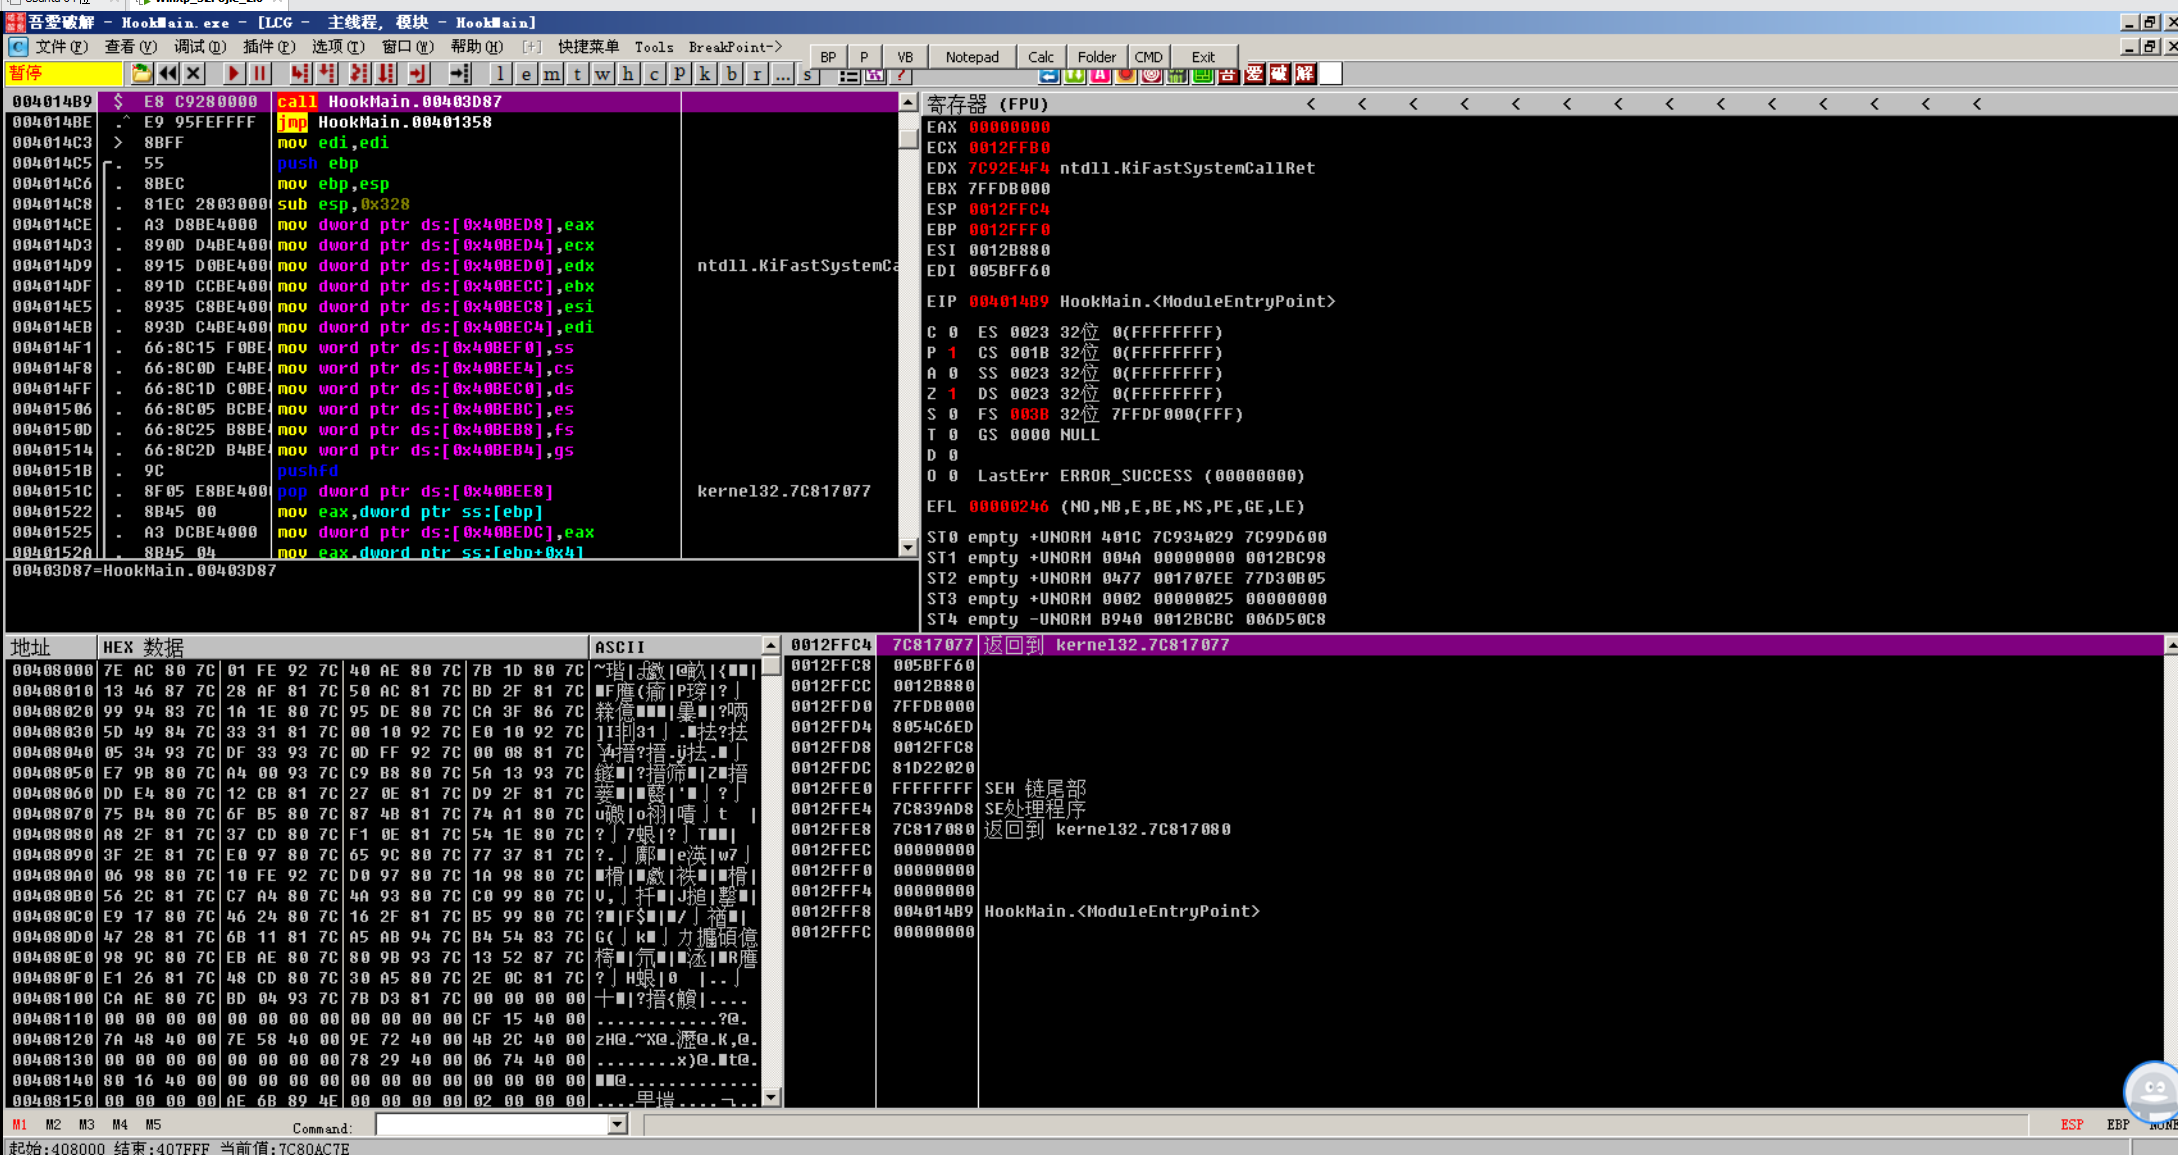 吾愛破解 - HookMain.exe - [LCG - 主线程, 模块 - HookMain]
文件(F) 查看(V) 调试(D) 插件(P) 选项(T) 窗口(W) 帮助(H) [+] 快捷菜单 Tools BreakPoint->
BP P VB Notepad Calc Folder CMD Exit
暂停 l e m t w h c p k b r ... s ? 吾 爱 破 解
004014B9 $ E8 C9280000 call HookMain.00403D87
004014BE .^ E9 95FEFFFF jmp HookMain.00401358
004014C3 > 8BFF mov edi,edi
004014C5 . 55 push ebp
004014C6 . 8BEC mov ebp,esp
004014C8 . 81EC 2803000 sub esp,0x328
004014CE . A3 D8BE4000 mov dword ptr ds:[0x40BED8],eax
004014D3 . 890D D4BE400 mov dword ptr ds:[0x40BED4],ecx
004014D9 . 8915 D0BE400 mov dword ptr ds:[0x40BED0],edx ntdll.KiFastSystemCa
004014DF . 891D CCBE400 mov dword ptr ds:[0x40BECC],ebx
004014E5 . 8935 C8BE400 mov dword ptr ds:[0x40BEC8],esi
004014EB . 893D C4BE400 mov dword ptr ds:[0x40BEC4],edi
004014F1 . 66:8C15 F0BE mov word ptr ds:[0x40BEF0],ss
004014F8 . 66:8C0D E4BE mov word ptr ds:[0x40BEE4],cs
004014FF . 66:8C1D C0BE mov word ptr ds:[0x40BEC0],ds
00401506 . 66:8C05 BCBE mov word ptr ds:[0x40BEBC],es
0040150D . 66:8C25 B8BE mov word ptr ds:[0x40BEB8],fs
00401514 . 66:8C2D B4BE mov word ptr ds:[0x40BEB4],gs
0040151B . 9C pushfd
0040151C . 8F05 E8BE400 pop dword ptr ds:[0x40BEE8] kernel32.7C817077
00401522 . 8B45 00 mov eax,dword ptr ss:[ebp]
00401525 . A3 DCBE4000 mov dword ptr ds:[0x40BEDC],eax
0040152A . 8B45 04 mov eax,dword ptr ss:[ebp+0x4]
00403D87=HookMain.00403D87
寄存器 (FPU) < < < < < < < < < < < < < <
EAX 00000000
ECX 0012FFB0
EDX 7C92E4F4 ntdll.KiFastSystemCallRet
EBX 7FFDB000
ESP 0012FFC4
EBP 0012FFF0
ESI 0012B880
EDI 005BFF60
EIP 004014B9 HookMain.<ModuleEntryPoint>
C 0 ES 0023 32位 0(FFFFFFFF)
P 1 CS 001B 32位 0(FFFFFFFF)
A 0 SS 0023 32位 0(FFFFFFFF)
Z 1 DS 0023 32位 0(FFFFFFFF)
S 0 FS 003B 32位 7FFDF000(FFF)
T 0 GS 0000 NULL
D 0
O 0 LastErr ERROR_SUCCESS (00000000)
EFL 00000246 (NO,NB,E,BE,NS,PE,GE,LE)
ST0 empty +UNORM 401C 7C934029 7C99D600
ST1 empty +UNORM 004A 00000000 0012BC98
ST2 empty +UNORM 0477 001707EE 77D30B05
ST3 empty +UNORM 0002 00000025 00000000
ST4 empty -UNORM B940 0012BCBC 006D50C8
地址 HEX 数据 ASCII
00408000 7E AC 80 7C 01 FE 92 7C 40 AE 80 7C 7B 1D 80 7C
00408010 13 46 87 7C 28 AF 81 7C 50 AC 81 7C BD 2F 81 7C
00408020 99 94 83 7C 1A 1E 80 7C 95 DE 80 7C CA 3F 86 7C
00408030 5D 49 84 7C 33 31 81 7C 00 10 92 7C E0 10 92 7C
00408040 05 34 93 7C DF 33 93 7C 0D FF 92 7C 00 08 81 7C
00408050 E7 9B 80 7C A4 00 93 7C C9 B8 80 7C 5A 13 93 7C
00408060 DD E4 80 7C 12 CB 81 7C 27 0E 81 7C D9 2F 81 7C
00408070 75 B4 80 7C 6F B5 80 7C 87 4B 81 7C 74 A1 80 7C
00408080 A8 2F 81 7C 37 CD 80 7C F1 0E 81 7C 54 1E 80 7C
00408090 3F 2E 81 7C E0 97 80 7C 65 9C 80 7C 77 37 81 7C
004080A0 06 98 80 7C 10 FE 92 7C D0 97 80 7C 1A 98 80 7C
004080B0 56 2C 81 7C C7 A4 80 7C 4A 93 80 7C C0 99 80 7C
004080C0 E9 17 80 7C 46 24 80 7C 16 2F 81 7C B5 99 80 7C
004080D0 47 28 81 7C 6B 11 81 7C A5 AB 94 7C B4 54 83 7C
004080E0 98 9C 80 7C EB AE 80 7C 80 9B 93 7C 13 52 87 7C
004080F0 E1 26 81 7C 48 CD 80 7C 30 A5 80 7C 2E 0C 81 7C
00408100 CA AE 80 7C BD 04 93 7C 7B D3 81 7C 00 00 00 00
00408110 00 00 00 00 00 00 00 00 00 00 00 00 CF 15 40 00 ............?@.
00408120 7A 48 40 00 7E 58 40 00 9E 72 40 00 4B 2C 40 00
00408130 00 00 00 00 00 00 00 00 78 29 40 00 06 74 40 00
00408140 80 16 40 00 00 00 00 00 00 00 00 00 00 00 00 00
00408150 00 00 00 00 AE 6B 89 4E 00 00 00 00 02 00 00 00
0012FFC4 7C817077 返回到 kernel32.7C817077
0012FFC8 005BFF60
0012FFCC 0012B880
0012FFD0 7FFDB000
0012FFD4 8054C6ED
0012FFD8 0012FFC8
0012FFDC 81D22020
0012FFE0 FFFFFFFF SEH 链尾部
0012FFE4 7C839AD8 SE处理程序
0012FFE8 7C817080 返回到 kernel32.7C817080
0012FFEC 00000000
0012FFF0 00000000
0012FFF4 00000000
0012FFF8 004014B9 HookMain.<ModuleEntryPoint>
0012FFFC 00000000
M1 M2 M3 M4 M5 Command: ESP EBP NONE
起始:408000 结束:407FFF 当前值:7C80AC7E